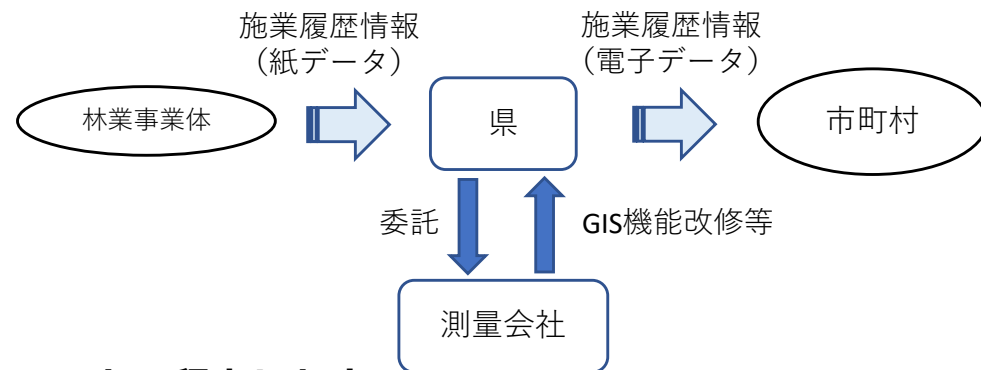 施業履歴情報
（紙データ）
施業履歴情報
（電子データ）
林業事業体
県
市町村
委託
GIS機能改修等
測量会社